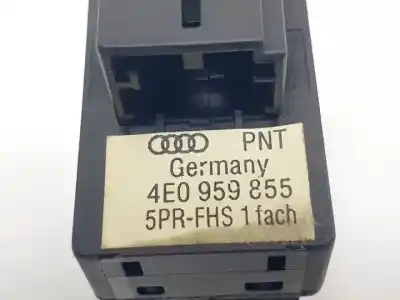 PNT
Germany
4E0 959 855
5PR-FHS 1fach